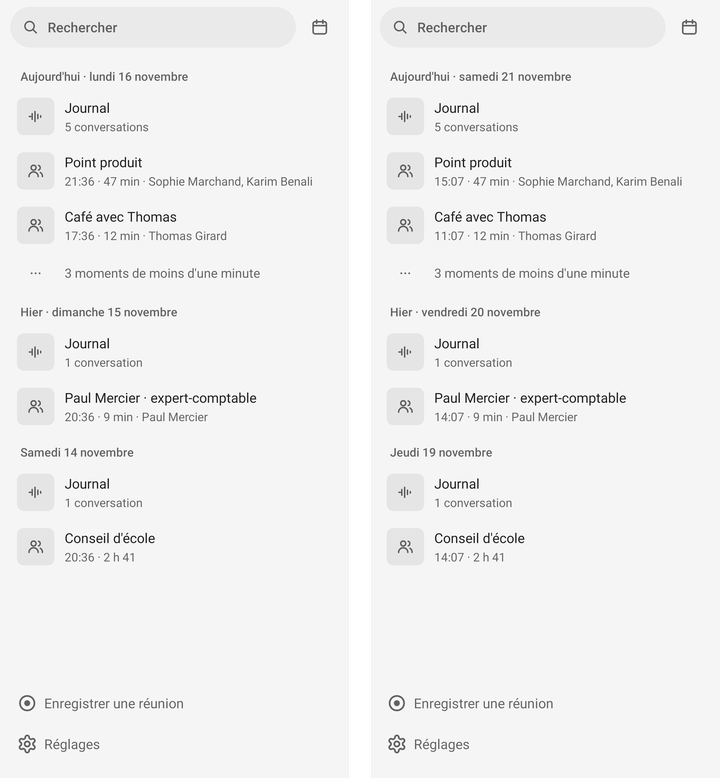 Rechercher
Aujourd'hui · lundi 16 novembre
Journal
5 conversations
Point produit
21:36 · 47 min · Sophie Marchand, Karim Benali
Café avec Thomas
17:36 · 12 min · Thomas Girard
3 moments de moins d'une minute
Hier · dimanche 15 novembre
Journal
1 conversation
Paul Mercier · expert-comptable
20:36 · 9 min · Paul Mercier
Samedi 14 novembre
Journal
1 conversation
Conseil d'école
20:36 · 2 h 41
Enregistrer une réunion
Réglages
Rechercher
Aujourd'hui · samedi 21 novembre
Journal
5 conversations
Point produit
15:07 · 47 min · Sophie Marchand, Karim Benali
Café avec Thomas
11:07 · 12 min · Thomas Girard
3 moments de moins d'une minute
Hier · vendredi 20 novembre
Journal
1 conversation
Paul Mercier · expert-comptable
14:07 · 9 min · Paul Mercier
Jeudi 19 novembre
Journal
1 conversation
Conseil d'école
14:07 · 2 h 41
Enregistrer une réunion
Réglages